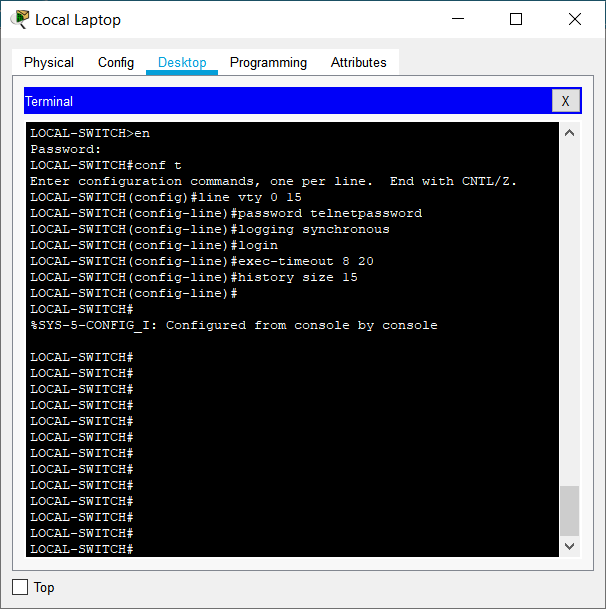 Local Laptop
Physical Config Desktop Programming Attributes
Terminal X
LOCAL-SWITCH>en
Password:
LOCAL-SWITCH#conf t
Enter configuration commands, one per line.  End with CNTL/Z.
LOCAL-SWITCH(config)#line vty 0 15
LOCAL-SWITCH(config-line)#password telnetpassword
LOCAL-SWITCH(config-line)#logging synchronous
LOCAL-SWITCH(config-line)#login
LOCAL-SWITCH(config-line)#exec-timeout 8 20
LOCAL-SWITCH(config-line)#history size 15
LOCAL-SWITCH(config-line)#
LOCAL-SWITCH#
%SYS-5-CONFIG_I: Configured from console by console
LOCAL-SWITCH#
LOCAL-SWITCH#
LOCAL-SWITCH#
LOCAL-SWITCH#
LOCAL-SWITCH#
LOCAL-SWITCH#
LOCAL-SWITCH#
LOCAL-SWITCH#
LOCAL-SWITCH#
LOCAL-SWITCH#
LOCAL-SWITCH#
LOCAL-SWITCH#
LOCAL-SWITCH#
Top